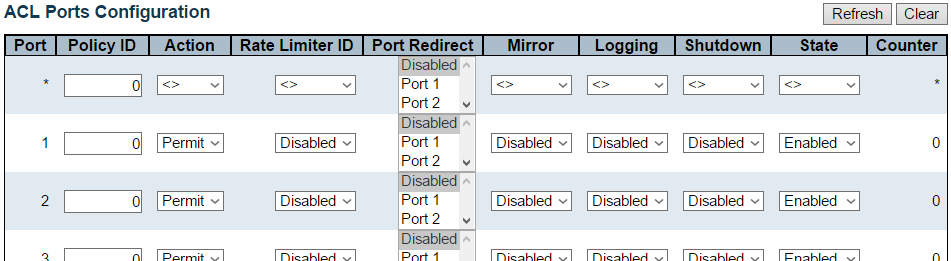 ACL Ports Configuration
Refresh Clear
Port Policy ID Action Rate Limiter ID Port Redirect Mirror Logging Shutdown State Counter
Disabled
* 0 <> <> Port 1 <> <> <> <> *
Port 2
Disabled
1 0 Permit Disabled Port 1 Disabled Disabled Disabled Enabled 0
Port 2
Disabled
2 0 Permit Disabled Port 1 Disabled Disabled Disabled Enabled 0
Port 2
Disabled
3 0 Permit Disabled Port 1 Disabled Disabled Disabled Enabled 0